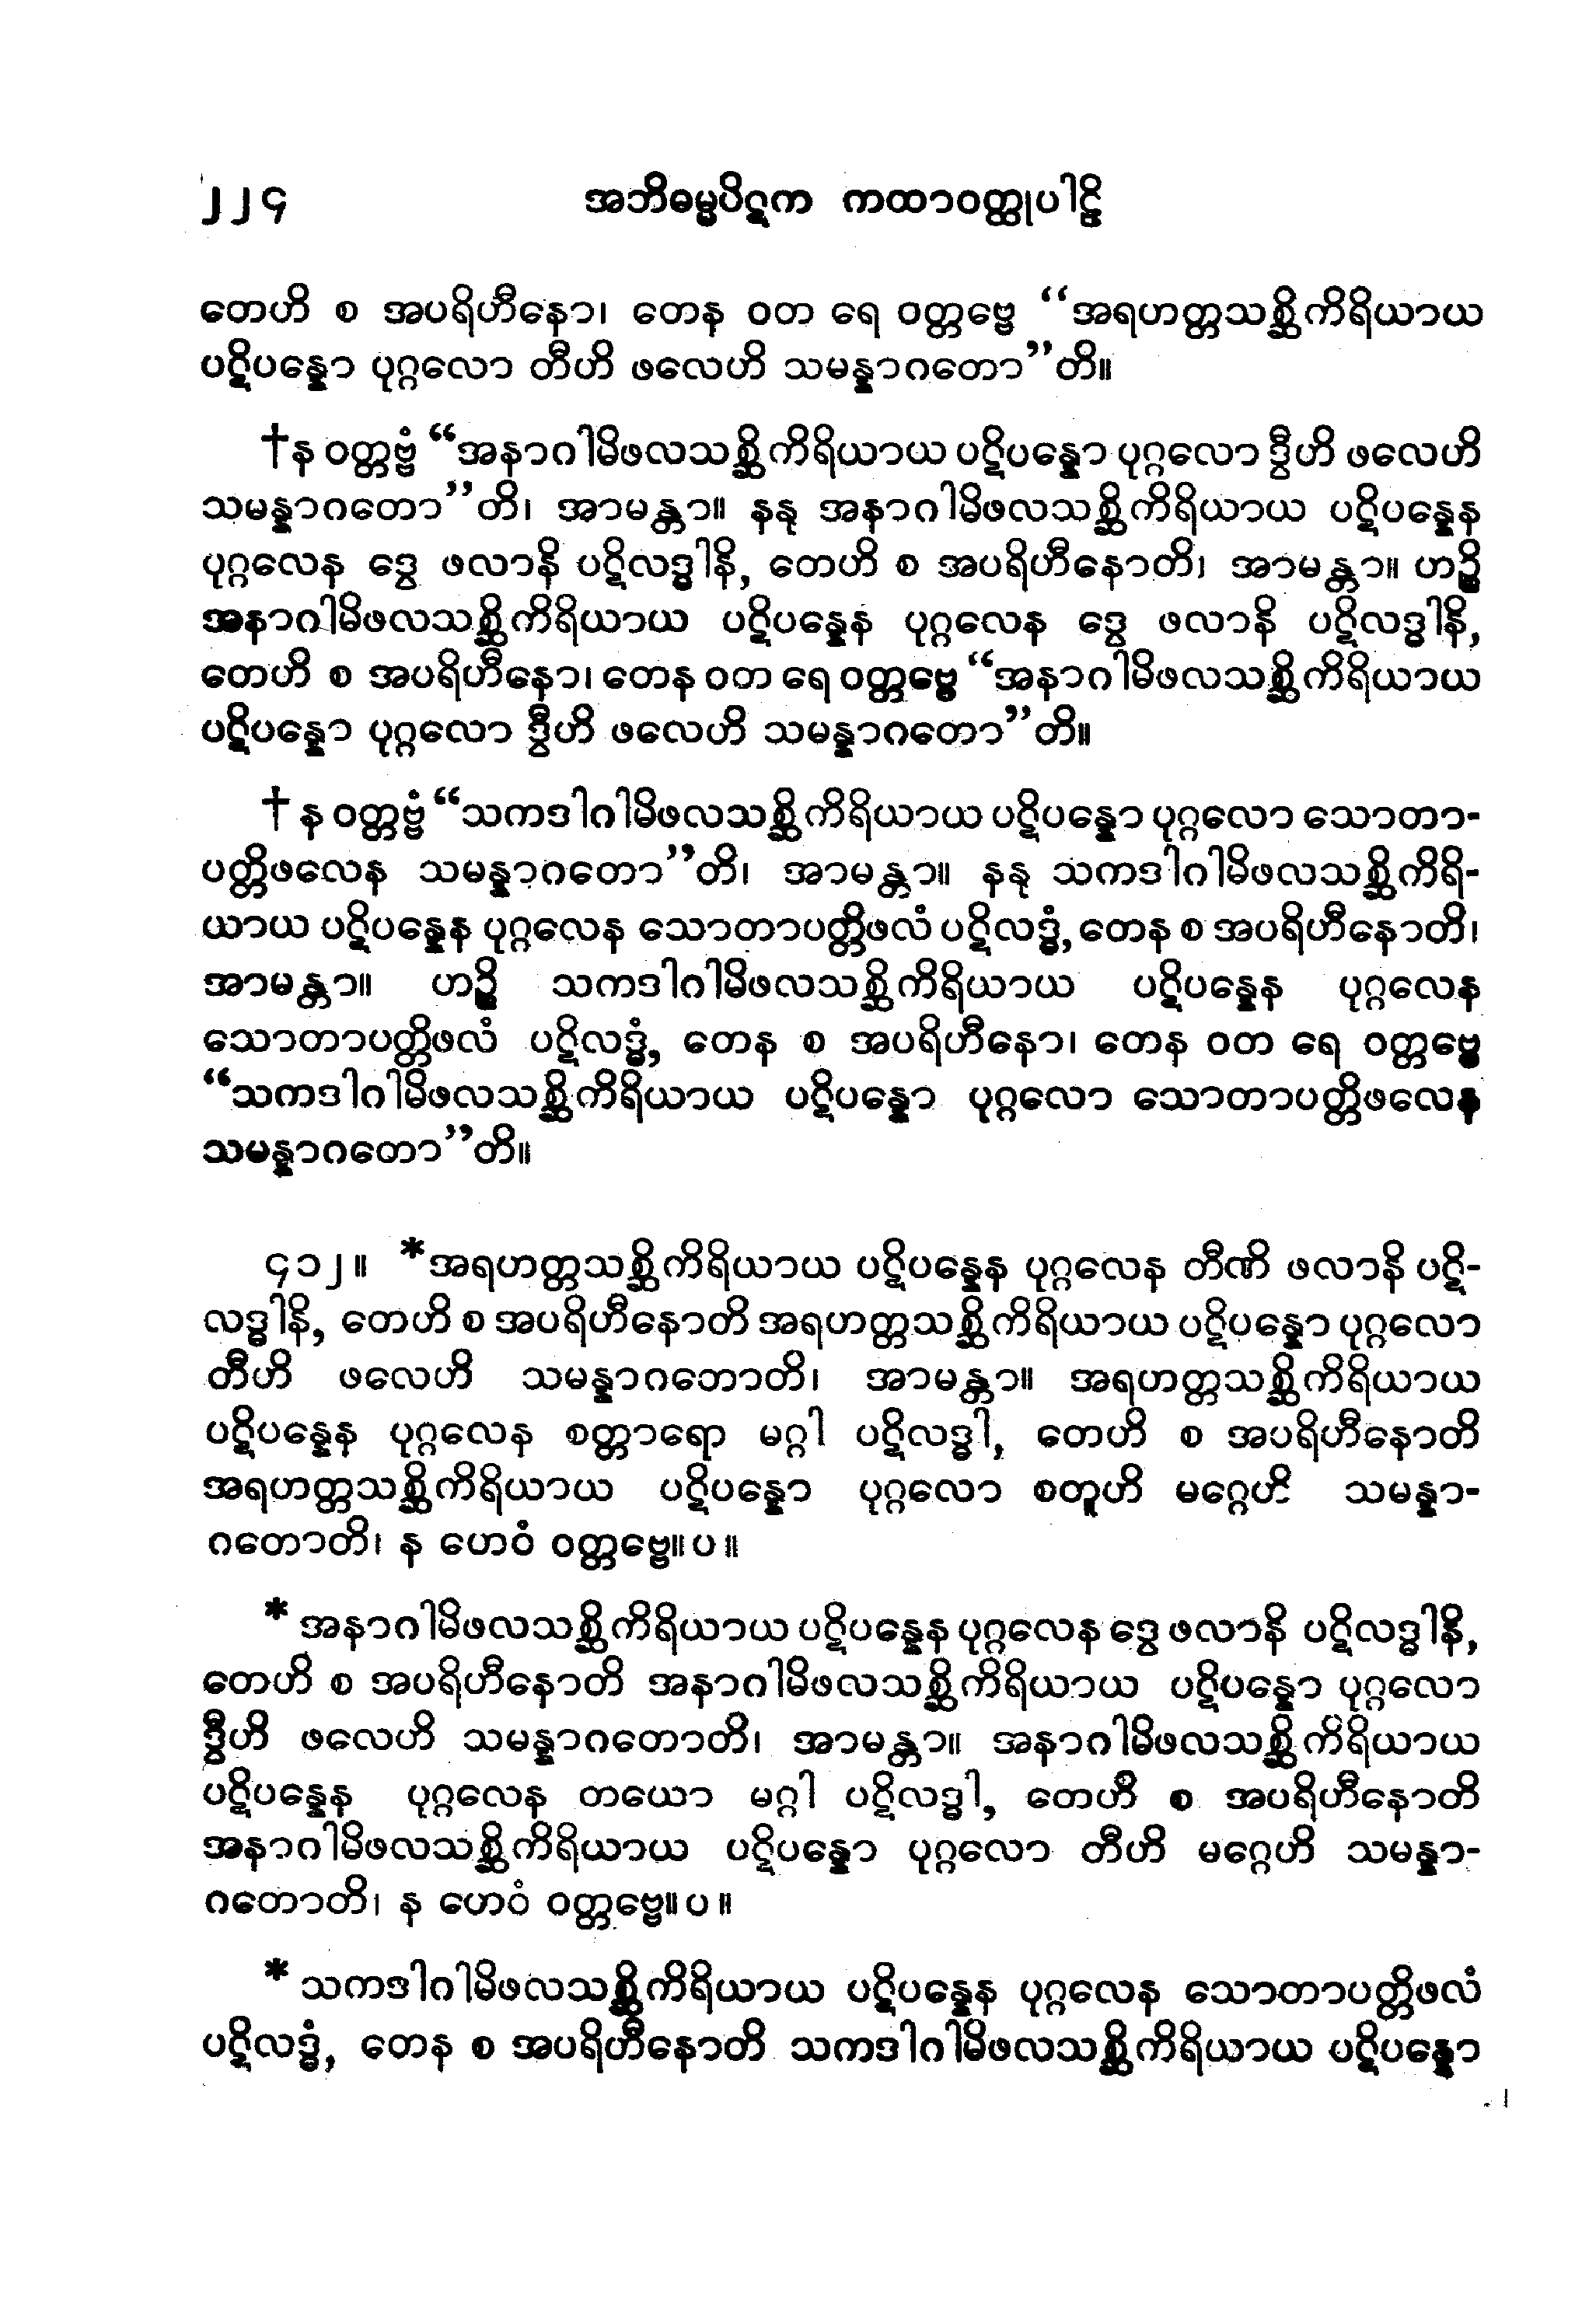 ၂၂၄ အဘိဓမ္မပိဋက ကထာဝတ္ထုပါဠိ
တေဟိ စ အပရိဟီနော၊ တေန ဝတ ရေ ဝတ္တဗ္ဗေ “အရဟတ္တသစ္ဆိကိရိယာယ
ပဋိပန္နော ပုဂ္ဂလော တီဟိ ဖလေဟိ သမန္နာဂတော”တိ။
†န ဝတ္တဗ္ဗံ “အနာဂါမိဖလသစ္ဆိကိရိယာယ ပဋိပန္နော ပုဂ္ဂလော ဒွီဟိ ဖလေဟိ
သမန္နာဂတော”တိ၊ အာမန္တာ။ နနု အနာဂါမိဖလသစ္ဆိကိရိယာယ ပဋိပန္နေန
ပုဂ္ဂလေန ဒွေ ဖလာနိ ပဋိလဒ္ဓါနိ, တေဟိ စ အပရိဟီနောတိ၊ အာမန္တာ။ ဟဉ္စိ
အနာဂါမိဖလသစ္ဆိကိရိယာယ ပဋိပန္နေန ပုဂ္ဂလေန ဒွေ ဖလာနိ ပဋိလဒ္ဓါနိ,
တေဟိ စ အပရိဟီနော၊ တေန ဝတ ရေ ဝတ္တဗ္ဗေ “အနာဂါမိဖလသစ္ဆိကိရိယာယ
ပဋိပန္နော ပုဂ္ဂလော ဒွီဟိ ဖလေဟိ သမန္နာဂတော”တိ။
† န ဝတ္တဗ္ဗံ “သကဒါဂါမိဖလသစ္ဆိကိရိယာယ ပဋိပန္နော ပုဂ္ဂလော သောတာ-
ပတ္တိဖလေန သမန္နာဂတော”တိ၊ အာမန္တာ။ နနု သကဒါဂါမိဖလသစ္ဆိကိရိ-
ယာယ ပဋိပန္နေန ပုဂ္ဂလေန သောတာပတ္တိဖလံ ပဋိလဒ္ဓံ, တေန စ အပရိဟီနောတိ၊
အာမန္တာ။ ဟဉ္စိ သကဒါဂါမိဖလသစ္ဆိကိရိယာယ ပဋိပန္နေန ပုဂ္ဂလေန
သောတာပတ္တိဖလံ ပဋိလဒ္ဓံ, တေန စ အပရိဟီနော၊ တေန ဝတ ရေ ဝတ္တဗ္ဗေ
“သကဒါဂါမိဖလသစ္ဆိကိရိယာယ ပဋိပန္နော ပုဂ္ဂလော သောတာပတ္တိဖလေန
သမန္နာဂတော”တိ။
၄၁၂။ *အရဟတ္တသစ္ဆိကိရိယာယ ပဋိပန္နေန ပုဂ္ဂလေန တီဏိ ဖလာနိ ပဋိ-
လဒ္ဓါနိ, တေဟိ စ အပရိဟီနောတိ အရဟတ္တသစ္ဆိကိရိယာယ ပဋိပန္နော ပုဂ္ဂလော
တီဟိ ဖလေဟိ သမန္နာဂဘောတိ၊ အာမန္တာ။ အရဟတ္တသစ္ဆိကိရိယာယ
ပဋိပန္နေန ပုဂ္ဂလေန စတ္တာရော မဂ္ဂါ ပဋိလဒ္ဓါ, တေဟိ စ အပရိဟီနောတိ
အရဟတ္တသစ္ဆိကိရိယာယ ပဋိပန္နော ပုဂ္ဂလော စတူဟိ မဂ္ဂေဟိ သမန္နာ-
ဂတောတိ၊ န ဟေဝံ ဝတ္တဗ္ဗေ။ပ။
* အနာဂါမိဖလသစ္ဆိကိရိယာယ ပဋိပန္နေန ပုဂ္ဂလေန ဒွေ ဖလာနိ ပဋိလဒ္ဓါနိ,
တေဟိ စ အပရိဟီနောတိ အနာဂါမိဖလသစ္ဆိကိရိယာယ ပဋိပန္နော ပုဂ္ဂလော
ဒွီဟိ ဖလေဟိ သမန္နာဂတောတိ၊ အာမန္တာ။ အနာဂါမိဖလသစ္ဆိကိရိယာယ
ပဋိပန္နေန ပုဂ္ဂလေန တယော မဂ္ဂါ ပဋိလဒ္ဓါ, တေဟိ စ အပရိဟီနောတိ
အနာဂါမိဖလသစ္ဆိကိရိယာယ ပဋိပန္နော ပုဂ္ဂလော တီဟိ မဂ္ဂေဟိ သမန္နာ-
ဂတောတိ၊ န ဟေဝံ ဝတ္တဗ္ဗေ။ပ။
* သကဒါဂါမိဖလသစ္ဆိကိရိယာယ ပဋိပန္နေန ပုဂ္ဂလေန သောတာပတ္တိဖလံ
ပဋိလဒ္ဓံ, တေန စ အပရိဟီနောတိ သကဒါဂါမိဖလသစ္ဆိကိရိယာယ ပဋိပန္နော